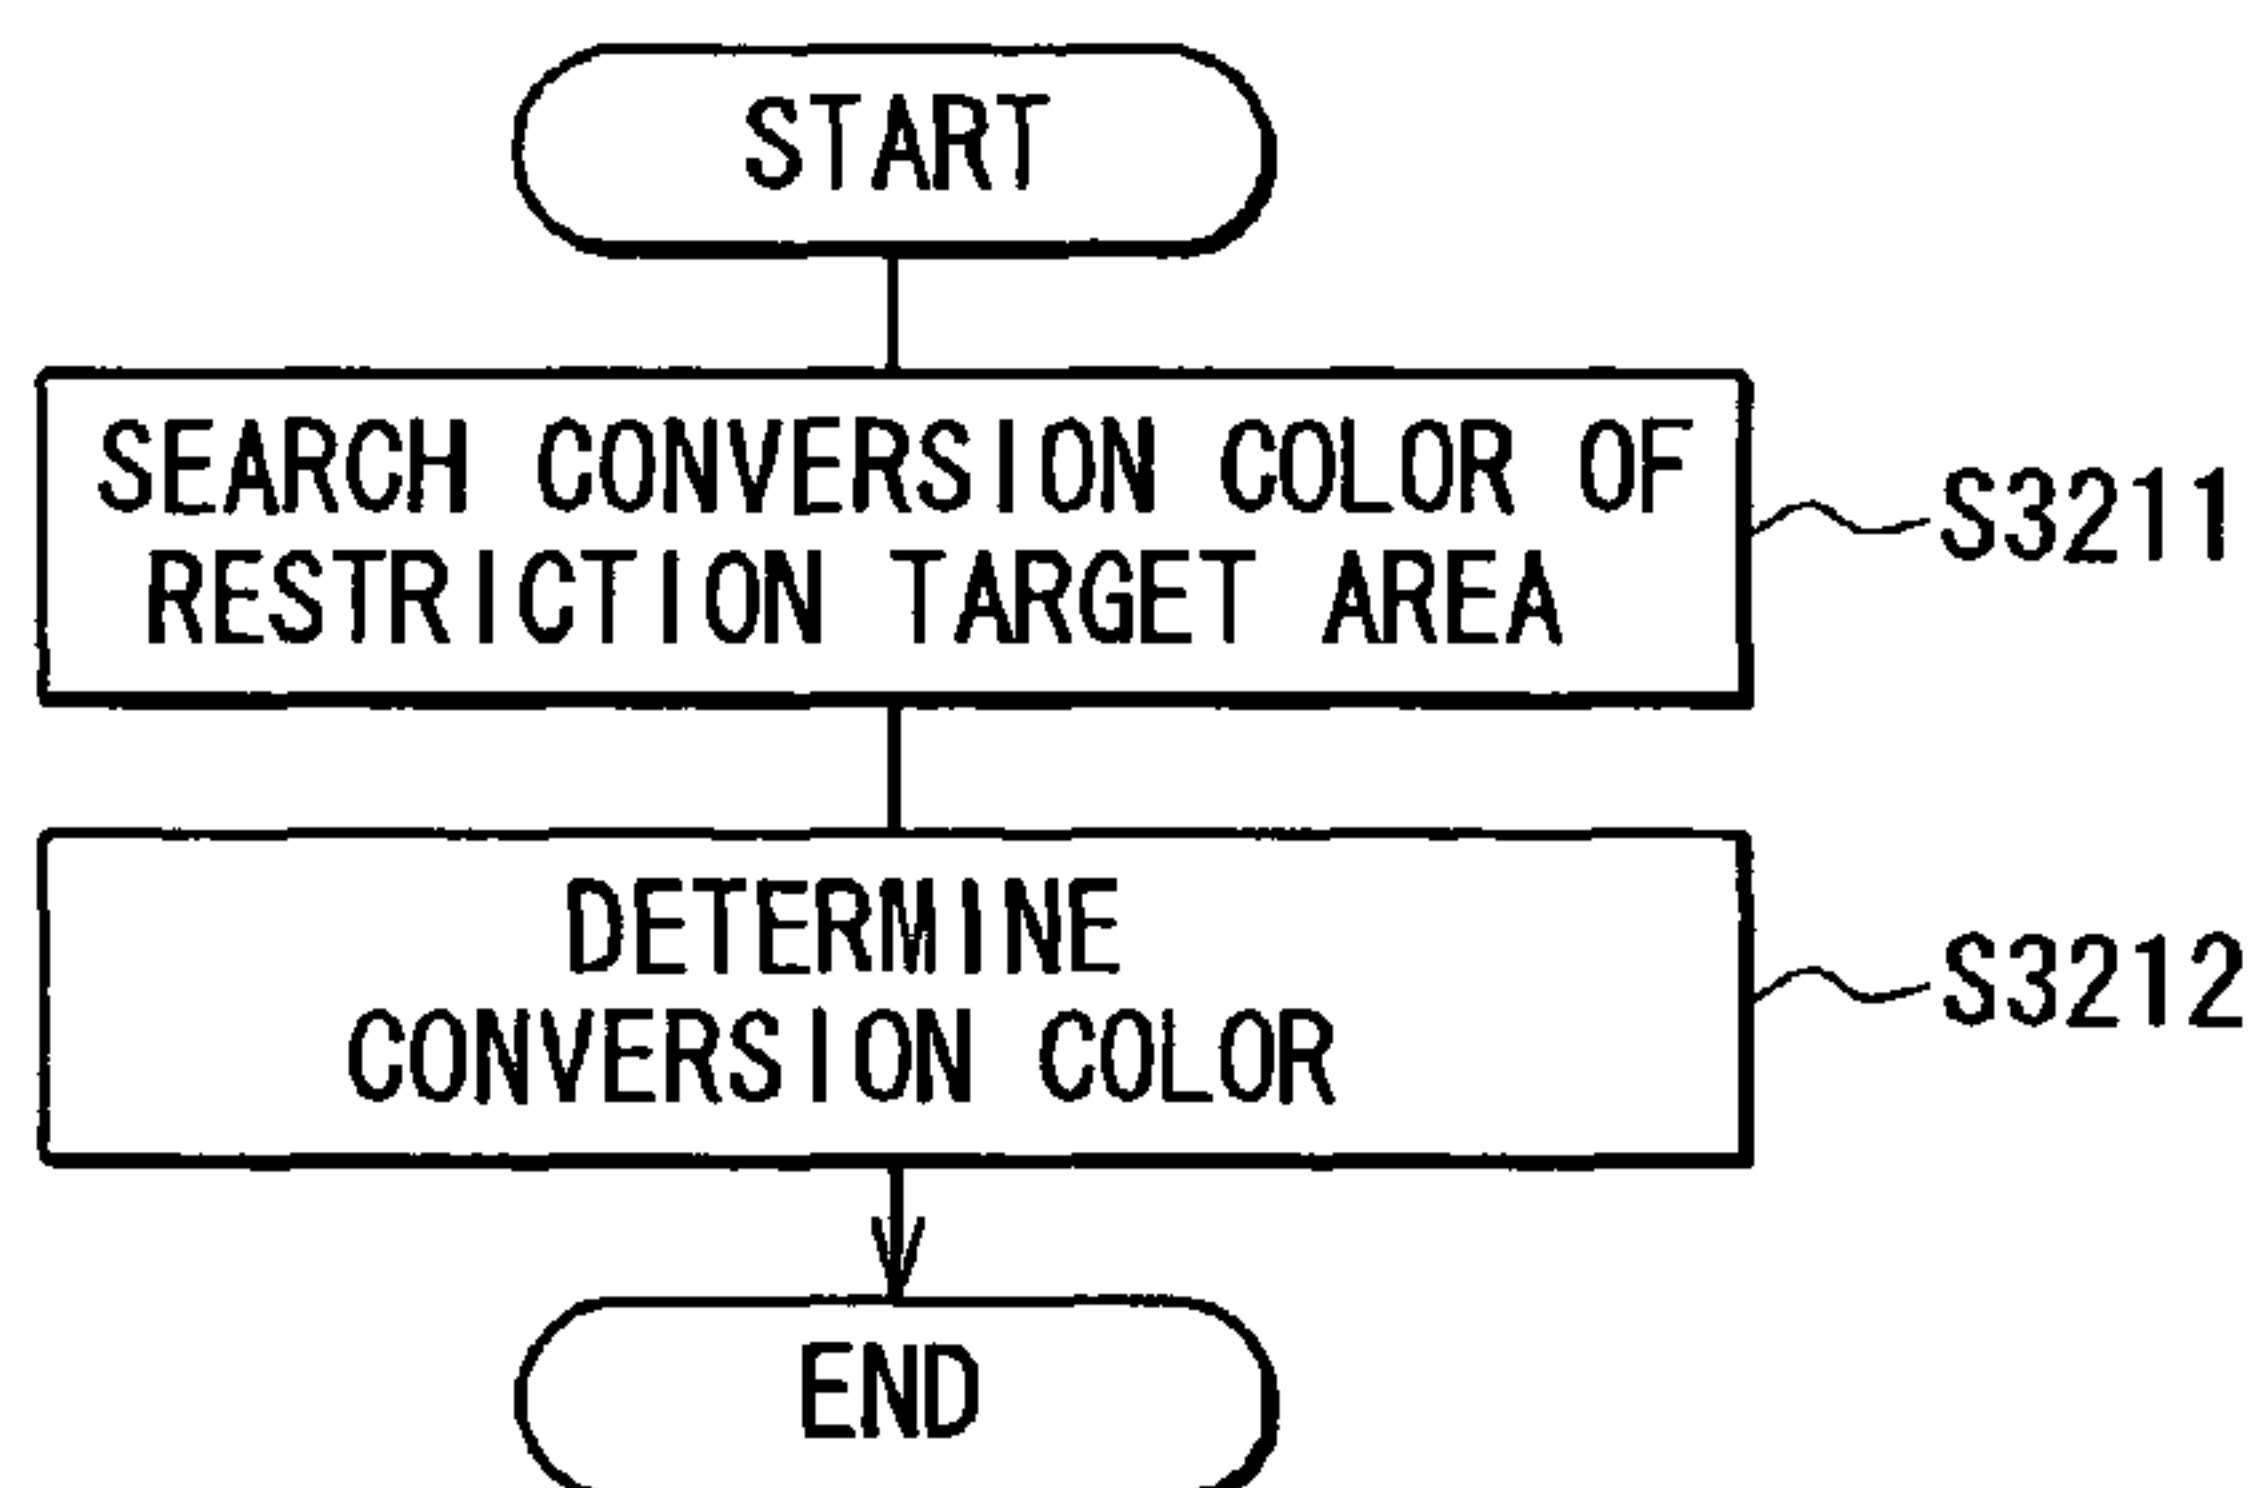 START
SEARCH CONVERSION COLOR OF
RESTRICTION TARGET AREA
S3211
DETERMINE
CONVERSION COLOR
S3212
END